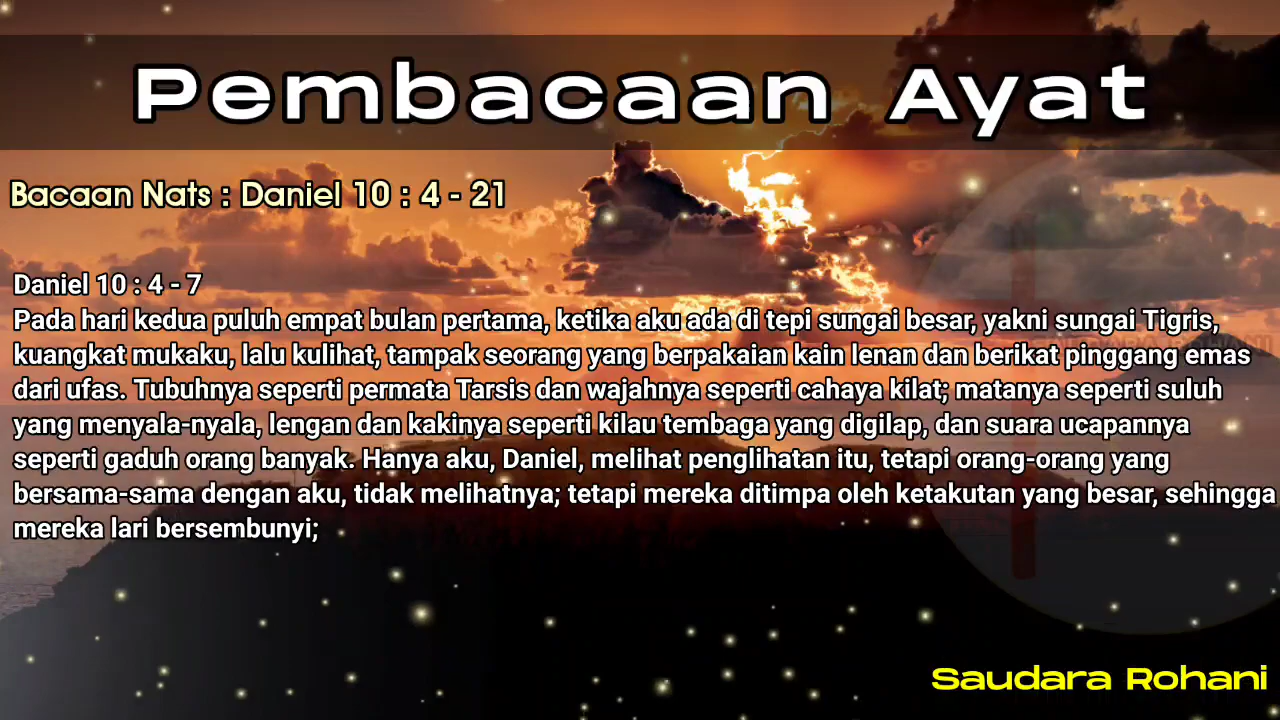 Pembacaan Ayat
Bacaan Nats : Daniel 10 : 4 - 21
Daniel 10 : 4 - 7
Pada hari kedua puluh empat bulan pertama, ketika aku ada di tepi sungai besar, yakni sungai Tigris,
kuangkat mukaku, lalu kulihat, tampak seorang yang berpakaian kain lenan dan berikat pinggang emas
dari ufas. Tubuhnya seperti permata Tarsis dan wajahnya seperti cahaya kilat; matanya seperti suluh
yang menyala-nyala, lengan dan kakinya seperti kilau tembaga yang digilap, dan suara ucapannya
seperti gaduh orang banyak. Hanya aku, Daniel, melihat penglihatan itu, tetapi orang-orang yang
bersama-sama dengan aku, tidak melihatnya; tetapi mereka ditimpa oleh ketakutan yang besar, sehingga
mereka lari bersembunyi;
Saudara Rohani